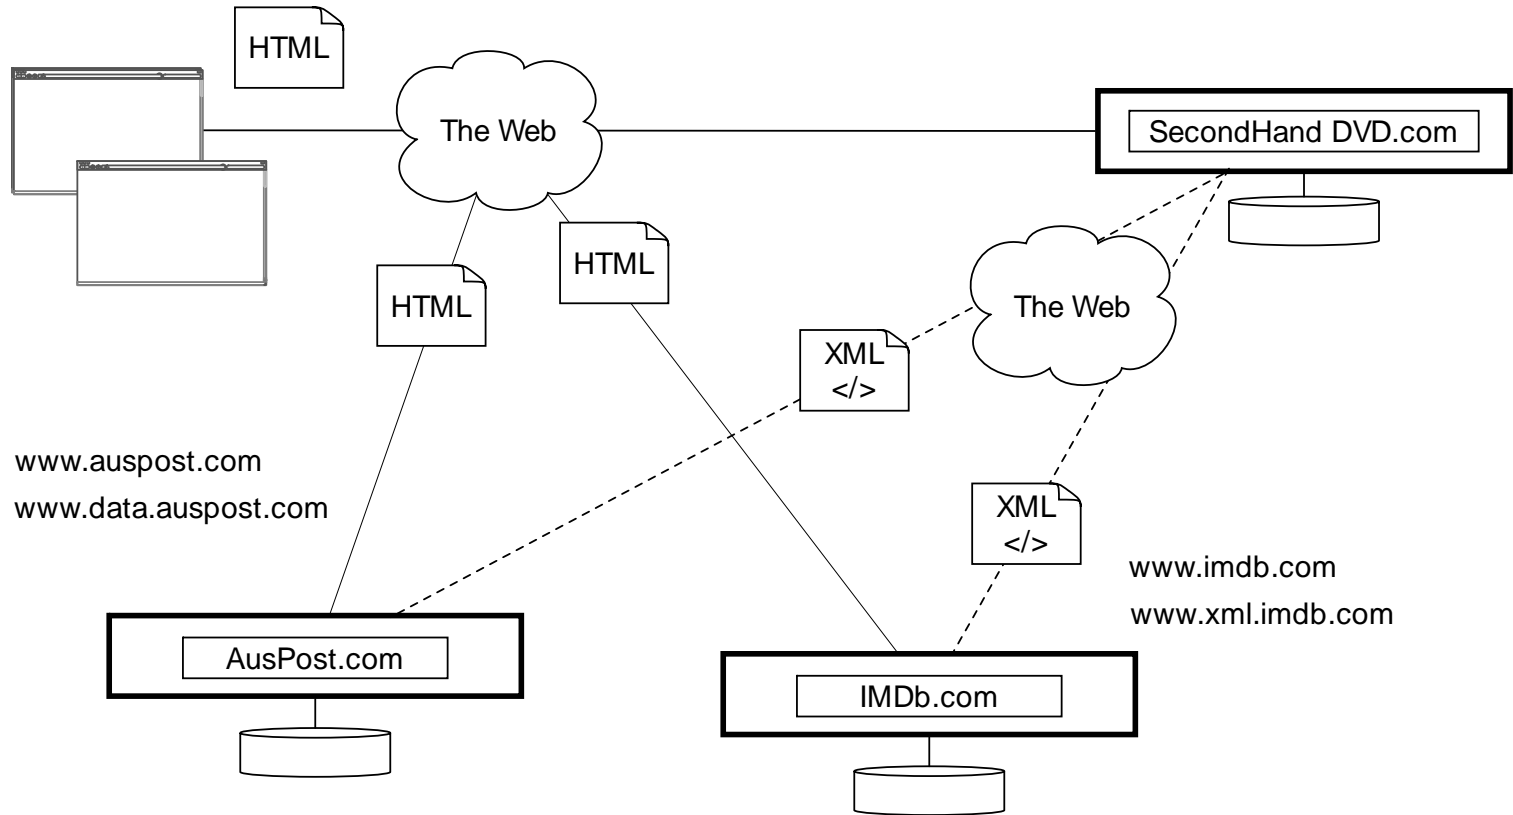 HTML
The Web
SecondHand DVD.com
HTML
HTML
The Web
XML
</>
www.auspost.com
www.data.auspost.com
XML
</>
www.imdb.com
www.xml.imdb.com
AusPost.com
IMDb.com